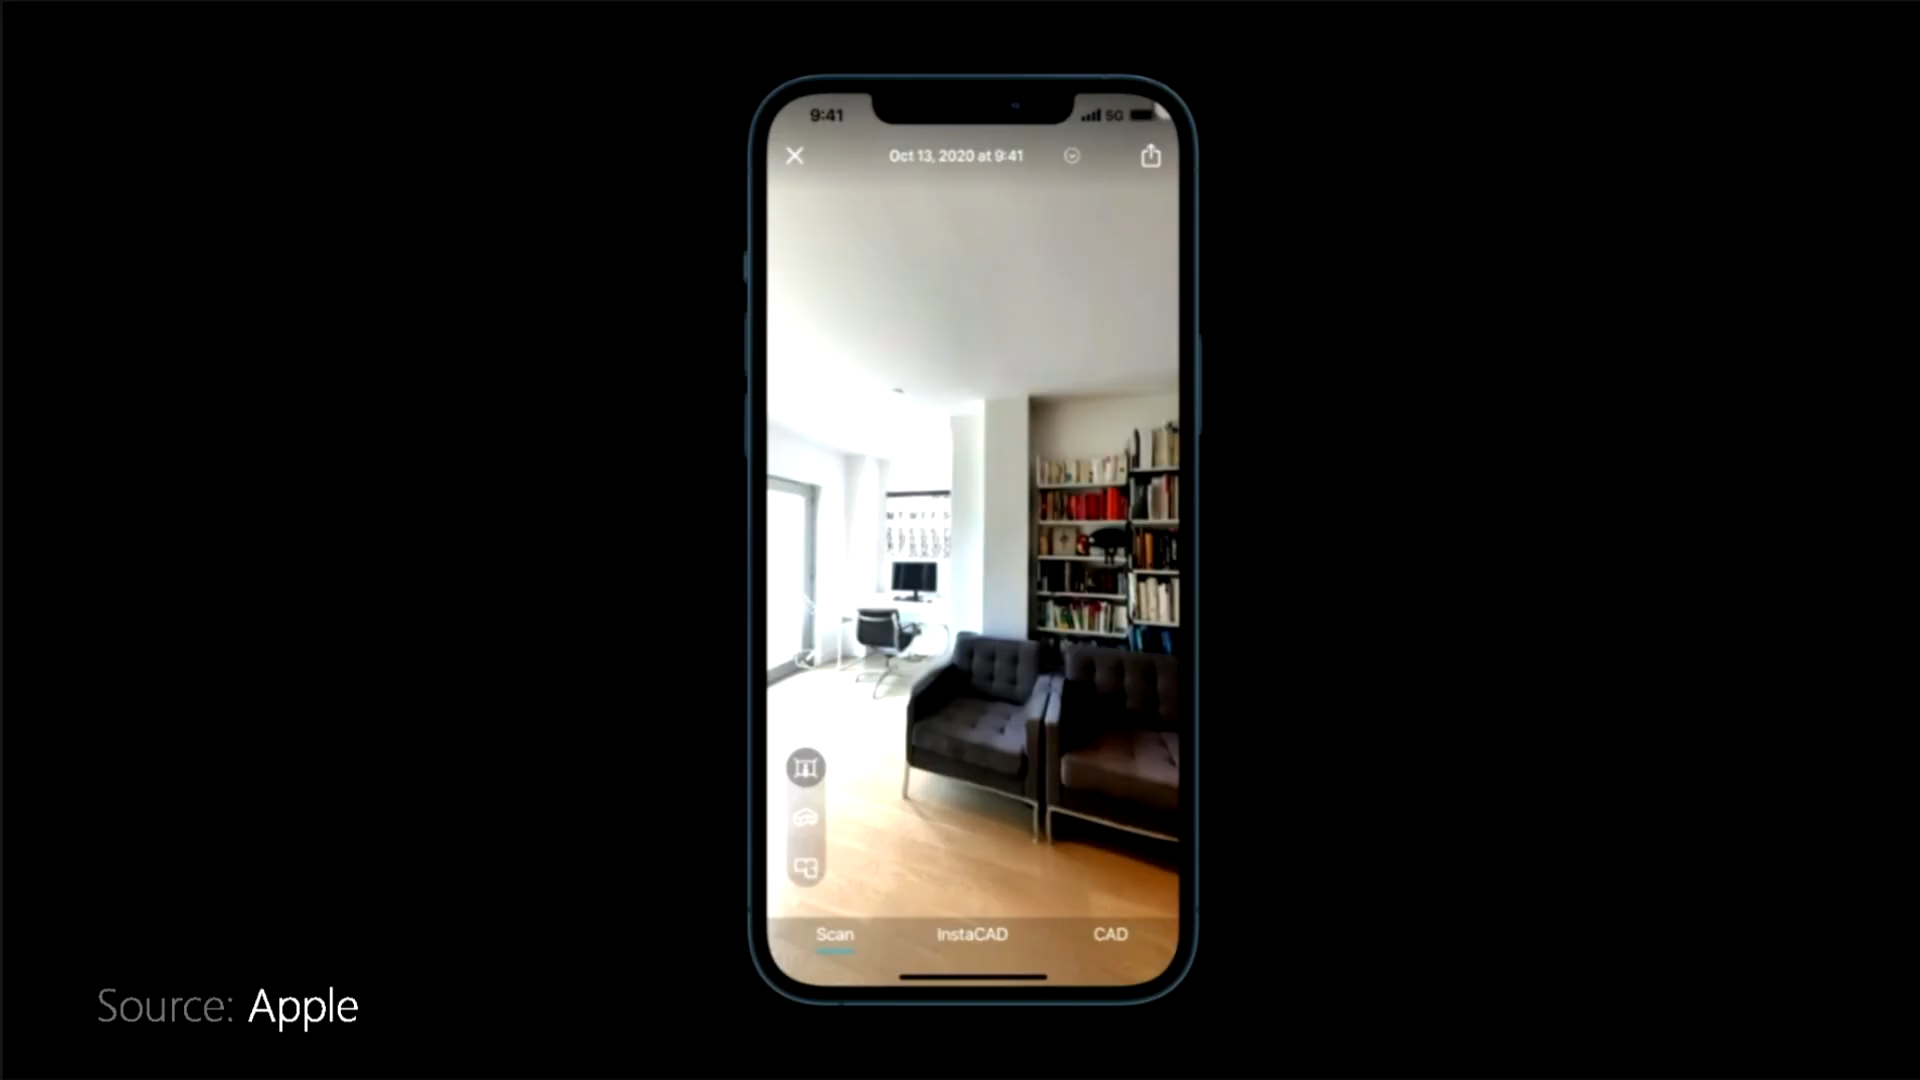 9:41
5G
Oct 13, 2020 at 9:41
M T W T F S
Scan
InstaCAD
CAD
Source: Apple